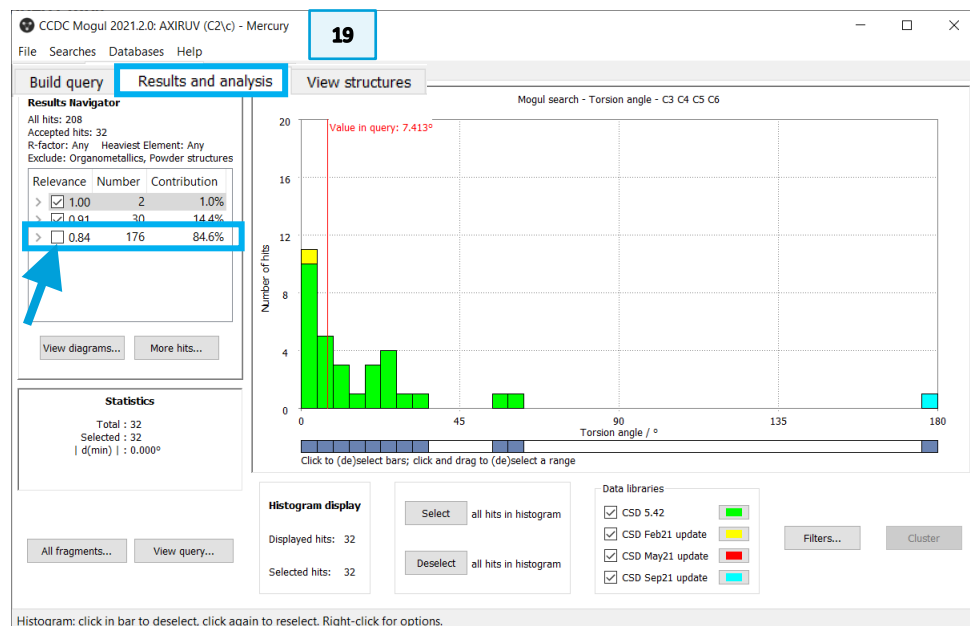 CCDC Mogul 2021.2.0: AXIRUV (C2\c) - Mercury
19
File Searches Databases Help
Build query Results and analysis View structures
Results Navigator
All hits: 208
Accepted hits: 32
R-factor: Any Heaviest Element: Any
Exclude: Organometallics, Powder structures
Relevance Number Contribution
1.00 2 1.0%
0.91 30 14.4%
0.84 176 84.6%
View diagrams... More hits...
Statistics
Total : 32
Selected : 32
| d(min) | : 0.000°
All fragments... View query...
Mogul search - Torsion angle - C3 C4 C5 C6
Value in query: 7.413°
20
16
12
8
4
0
Number of hits
0 45 90 135 180
Torsion angle / °
Click to (de)select bars; click and drag to (de)select a range
Histogram display
Displayed hits: 32
Selected hits: 32
Select all hits in histogram
Deselect all hits in histogram
Data libraries
CSD 5.42
CSD Feb21 update
CSD May21 update
CSD Sep21 update
Filters... Cluster
Histogram: click in bar to deselect, click again to reselect. Right-click for options.